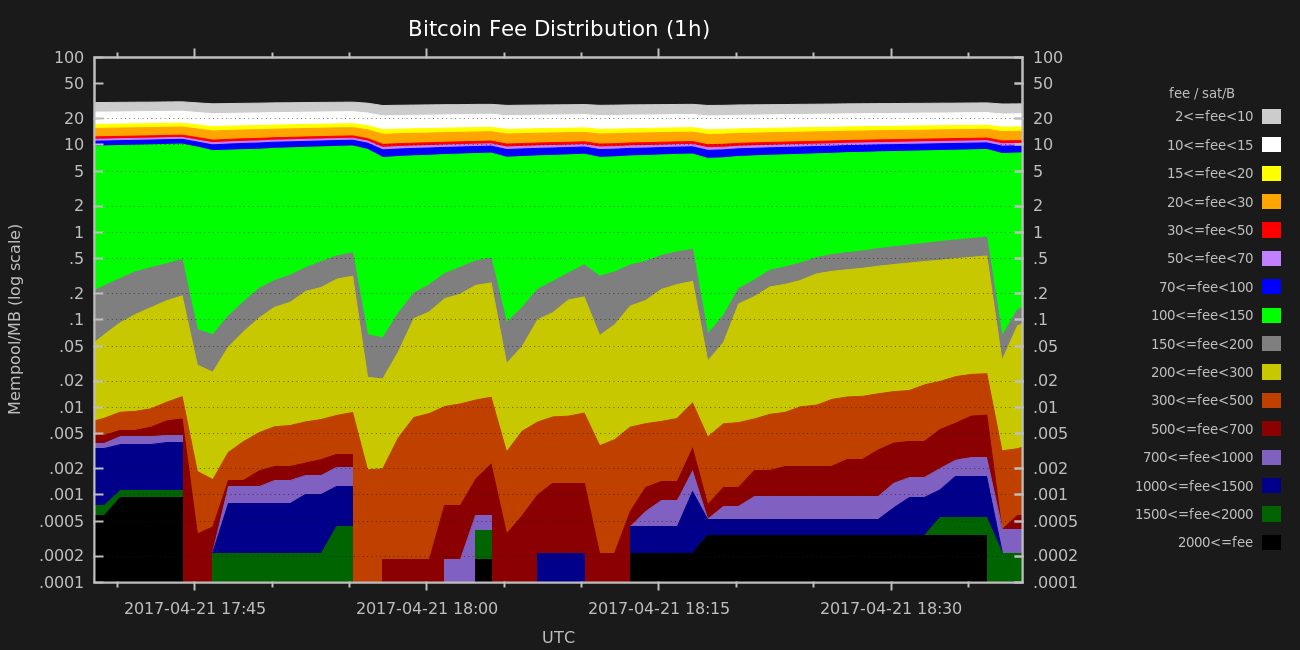 Bitcoin Fee Distribution (1h)
100
50
20
10
5
2
1
.5
.2
.1
.05
.02
.01
.005
.002
.001
.0005
.0002
.0001
Mempool/MB (log scale)
100
50
20
10
5
2
1
.5
.2
.1
.05
.02
.01
.005
.002
.001
.0005
.0002
.0001
2017-04-21 17:45
2017-04-21 18:00
2017-04-21 18:15
2017-04-21 18:30
UTC
fee / sat/B
2<=fee<10
10<=fee<15
15<=fee<20
20<=fee<30
30<=fee<50
50<=fee<70
70<=fee<100
100<=fee<150
150<=fee<200
200<=fee<300
300<=fee<500
500<=fee<700
700<=fee<1000
1000<=fee<1500
1500<=fee<2000
2000<=fee